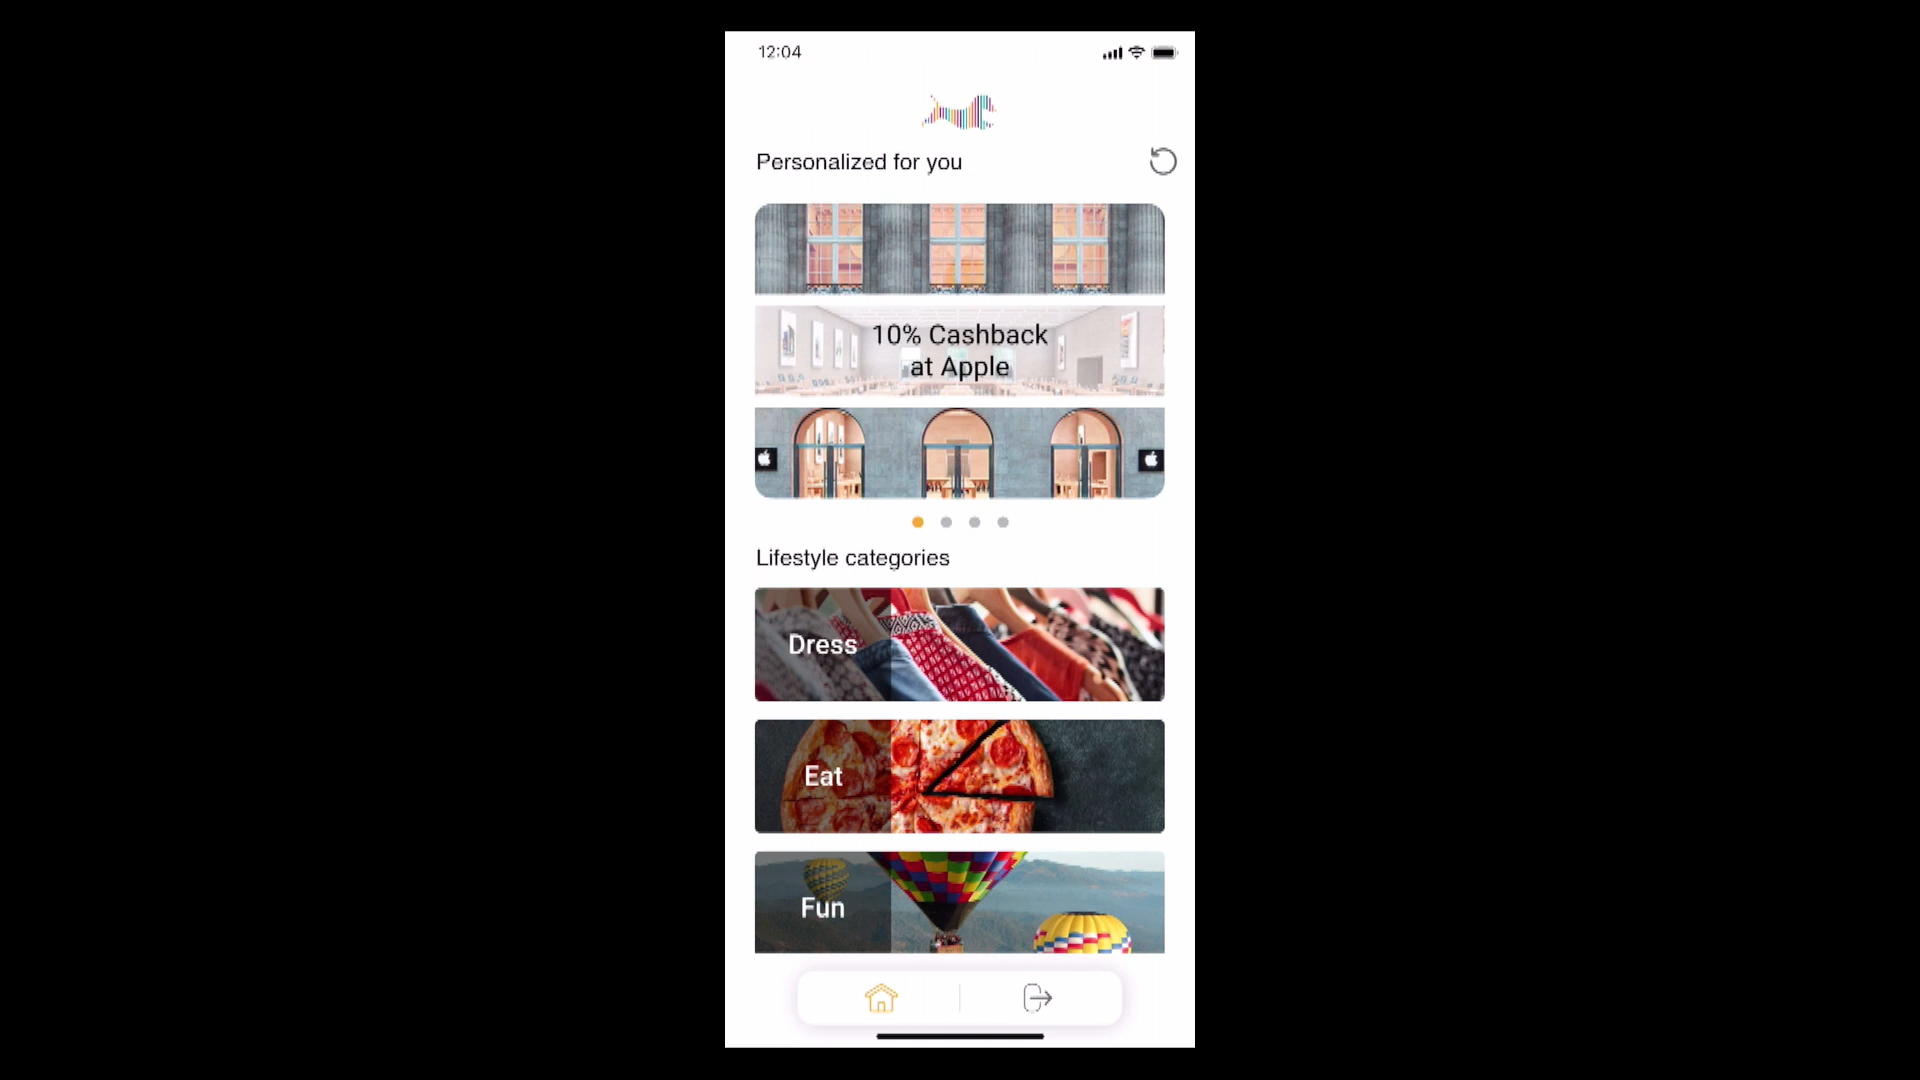 12:04
Personalized for you
10% Cashback
at Apple
Lifestyle categories
Dress
Eat
Fun